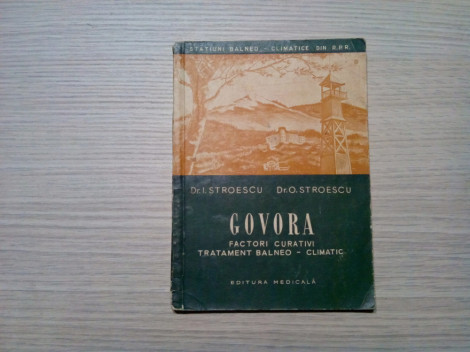 STAȚIUNI BALNEO - CLIMATICE DIN R.P.R.
Dr. I. STROESCU Dr. O. STROESCU
GOVORA
FACTORI CURATIVI
TRATAMENT BALNEO - CLIMATIC
EDITURA MEDICALĂ